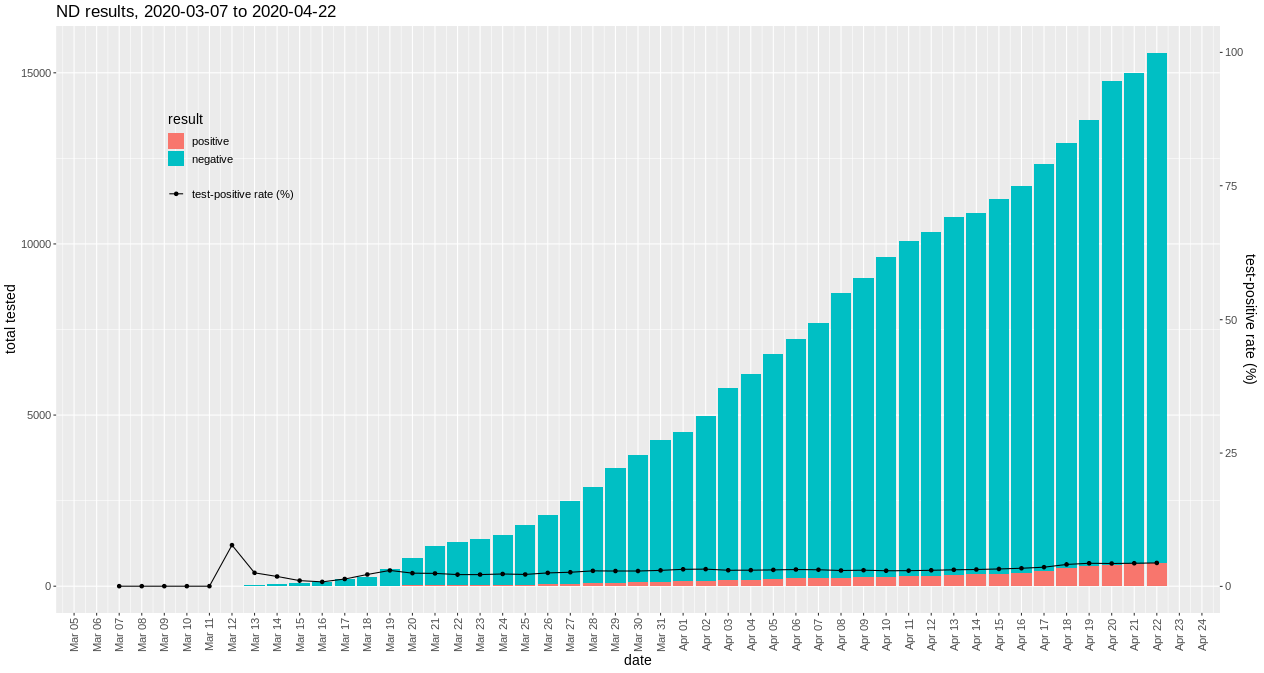 ND results, 2020-03-07 to 2020-04-22
total tested
15000
10000
5000
0
result
positive
negative
test-positive rate (%)
100
75
50
25
0
test-positive rate (%)
Mar 05
Mar 06
Mar 07
Mar 08
Mar 09
Mar 10
Mar 11
Mar 12
Mar 13
Mar 14
Mar 15
Mar 16
Mar 17
Mar 18
Mar 19
Mar 20
Mar 21
Mar 22
Mar 23
Mar 24
Mar 25
Mar 26
Mar 27
Mar 28
Mar 29
Mar 30
Mar 31
Apr 01
Apr 02
Apr 03
Apr 04
Apr 05
Apr 06
Apr 07
Apr 08
Apr 09
Apr 10
Apr 11
Apr 12
Apr 13
Apr 14
Apr 15
Apr 16
Apr 17
Apr 18
Apr 19
Apr 20
Apr 21
Apr 22
Apr 23
Apr 24
date